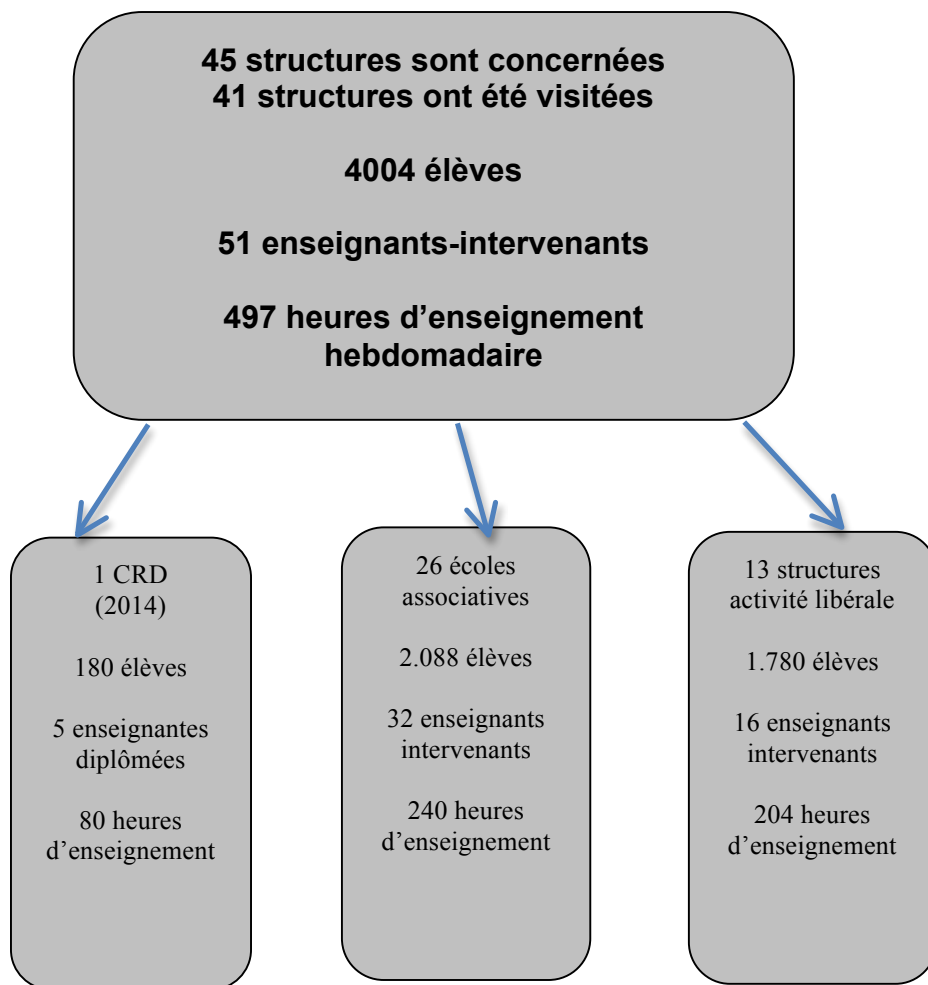 45 structures sont concernées
41 structures ont été visitées
4004 élèves
51 enseignants-intervenants
497 heures d’enseignement
hebdomadaire
1 CRD
(2014)
180 élèves
5 enseignantes
diplômées
80 heures
d’enseignement
26 écoles
associatives
2.088 élèves
32 enseignants
intervenants
240 heures
d’enseignement
13 structures
activité libérale
1.780 élèves
16 enseignants
intervenants
204 heures
d’enseignement